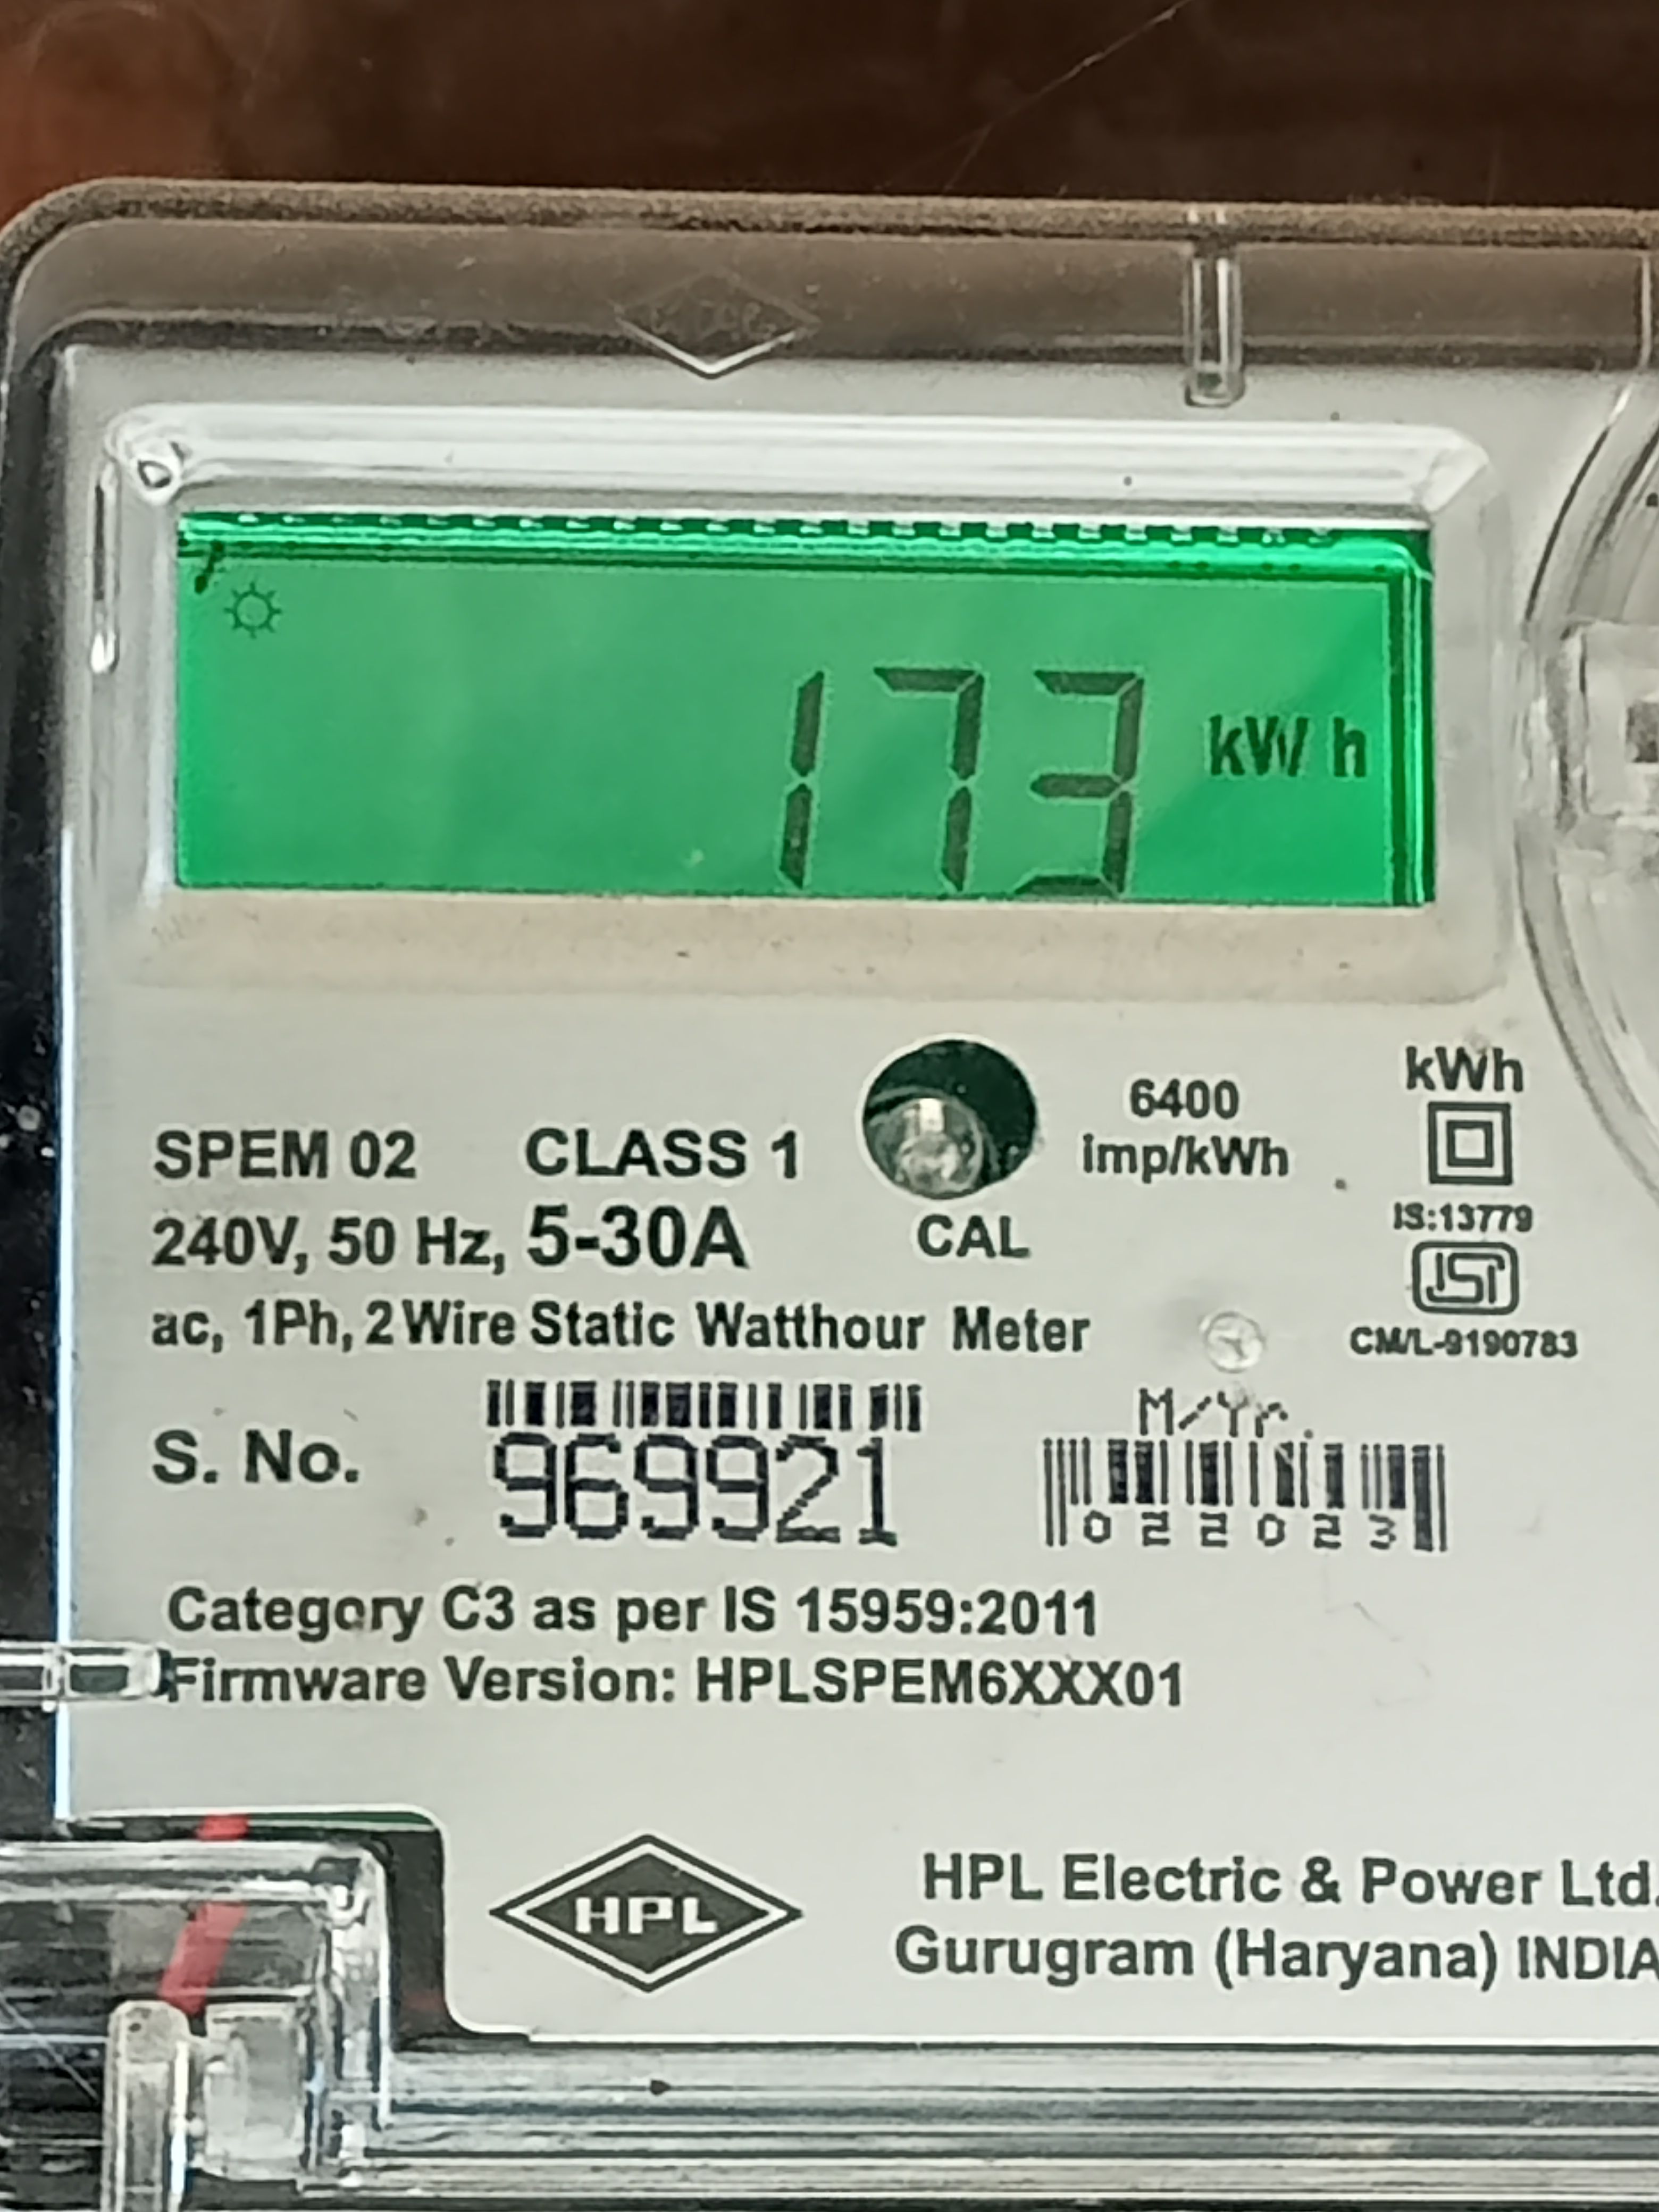 173 kW h
SPEM 02 CLASS 1
240V, 50 Hz, 5-30A
CAL
6400
imp/kWh
kWh
IS:13779
ISI
CM/L-9190783
ac, 1Ph, 2 Wire Static Watthour Meter
S. No. 969921
M/Yr.
022023
Category C3 as per IS 15959:2011
Firmware Version: HPLSPEM6XXX01
HPL
HPL Electric & Power Ltd.
Gurugram (Haryana) INDIA